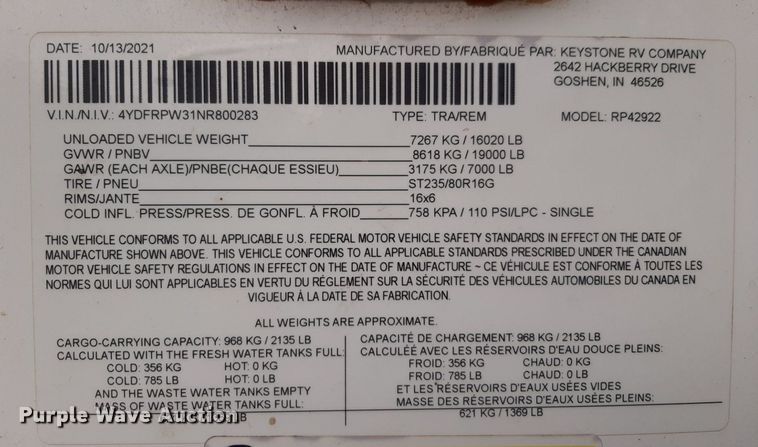 DATE: 10/13/2021
MANUFACTURED BY/FABRIQUÉ PAR: KEYSTONE RV COMPANY
2642 HACKBERRY DRIVE
GOSHEN, IN 46526
V.I.N./N.I.V.: 4YDFRPW31NR800283 TYPE: TRA/REM MODEL: RP42922
UNLOADED VEHICLE WEIGHT 7267 KG / 16020 LB
GVWR / PNBV 8618 KG / 19000 LB
GAWR (EACH AXLE)/PNBE(CHAQUE ESSIEU) 3175 KG / 7000 LB
TIRE / PNEU ST235/80R16G
RIMS/JANTE 16x6
COLD INFL. PRESS/PRESS. DE GONFL. À FROID 758 KPA / 110 PSI/LPC - SINGLE
THIS VEHICLE CONFORMS TO ALL APPLICABLE U.S. FEDERAL MOTOR VEHICLE SAFETY STANDARDS IN EFFECT ON THE DATE OF
MANUFACTURE SHOWN ABOVE. THIS VEHICLE CONFORMS TO ALL APPLICABLE STANDARDS PRESCRIBED UNDER THE CANADIAN
MOTOR VEHICLE SAFETY REGULATIONS IN EFFECT ON THE DATE OF MANUFACTURE ~ CE VÉHICULE EST CONFORME À TOUTES LES
NORMES QUI LUI SONT APPLICABLES EN VERTU DU RÉGLEMENT SUR LA SÉCURITÉ DES VÉHICULES AUTOMOBILES DU CANADA EN
VIGUEUR À LA DATE DE SA FABRICATION.
ALL WEIGHTS ARE APPROXIMATE.
CARGO-CARRYING CAPACITY: 968 KG / 2135 LB
CALCULATED WITH THE FRESH WATER TANKS FULL:
COLD: 356 KG HOT: 0 KG
COLD: 785 LB HOT: 0 LB
AND THE WASTE WATER TANKS EMPTY
MASS OF WASTE WATER TANKS FULL:
LB
CAPACITÉ DE CHARGEMENT: 968 KG / 2135 LB
CALCULÉE AVEC LES RÉSERVOIRS D'EAU DOUCE PLEINS:
FROID: 356 KG CHAUD: 0 KG
FROID: 785 LB CHAUD: 0 LB
ET LES RÉSERVOIRS D'EAUX USÉES VIDES
MASSE DES RÉSERVOIRS D'EAUX USÉES PLEINS:
621 KG / 1369 LB
Purple Wave Auction